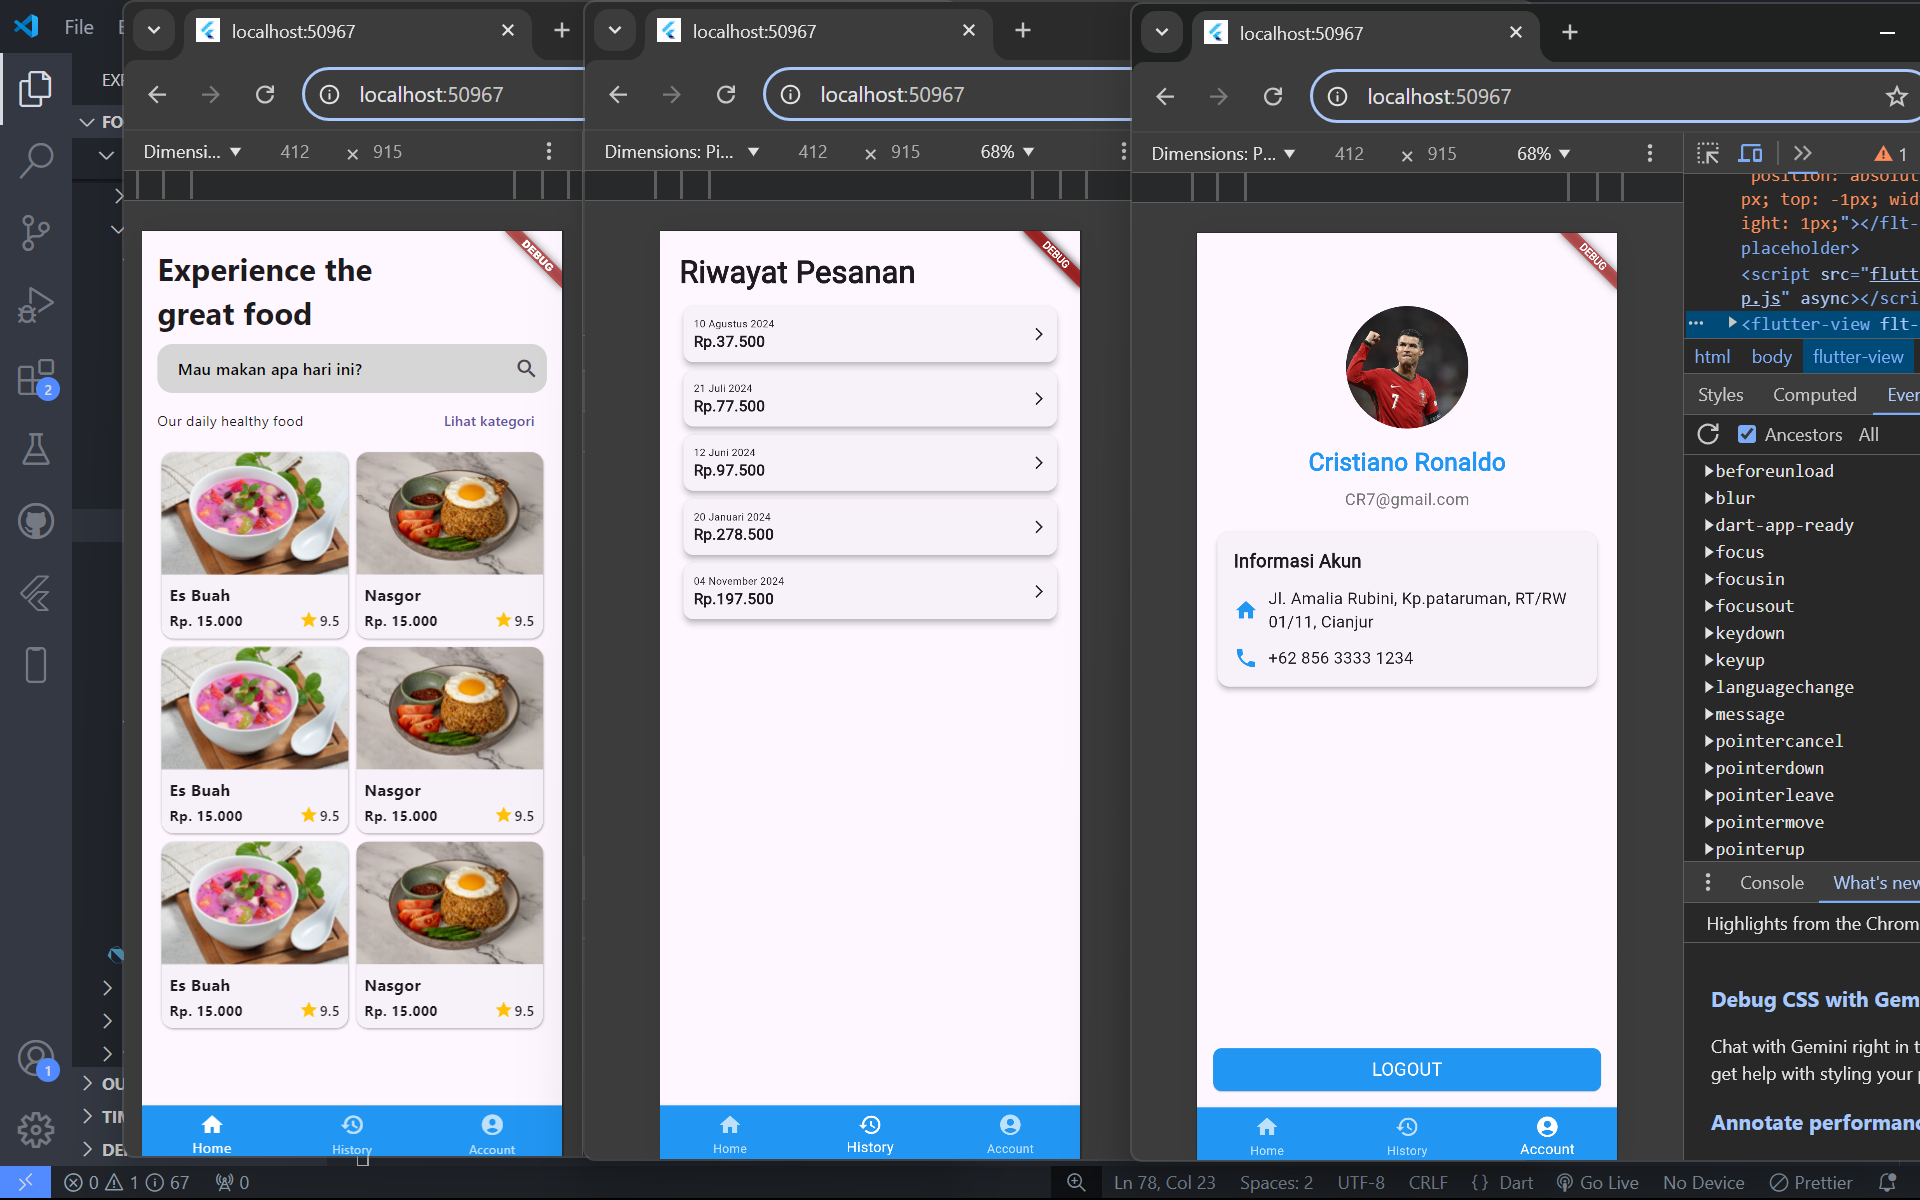 File
EX
FO
OU
TIM
DE
2
1
localhost:50967
localhost:50967
Dimensi...
412 × 915
DEBUG
Experience the
great food
Mau makan apa hari ini?
Our daily healthy food
Lihat kategori
Es Buah
Rp. 15.000
9.5
Nasgor
Rp. 15.000
9.5
Es Buah
Rp. 15.000
9.5
Nasgor
Rp. 15.000
9.5
Es Buah
Rp. 15.000
9.5
Nasgor
Rp. 15.000
9.5
Home
History
Account
localhost:50967
localhost:50967
Dimensions: Pi...
412 × 915
68%
DEBUG
Riwayat Pesanan
10 Agustus 2024
Rp.37.500
21 Juli 2024
Rp.77.500
12 Juni 2024
Rp.97.500
20 Januari 2024
Rp.278.500
04 November 2024
Rp.197.500
Home
History
Account
localhost:50967
localhost:50967
Dimensions: P...
412 × 915
68%
DEBUG
7
Cristiano Ronaldo
CR7@gmail.com
Informasi Akun
Jl. Amalia Rubini, Kp.pataruman, RT/RW
01/11, Cianjur
+62 856 3333 1234
LOGOUT
Home
History
Account
1
position: absolut
px; top: -1px; wid
ight: 1px;"></flt-
placeholder>
<script src="flutt
p.js" async></scri
<flutter-view flt-
html body flutter-view
Styles Computed Even
Ancestors All
beforeunload
blur
dart-app-ready
focus
focusin
focusout
keydown
keyup
languagechange
message
pointercancel
pointerdown
pointerleave
pointermove
pointerup
Console What's new
Highlights from the Chrom
Debug CSS with Gem
Chat with Gemini right in t
get help with styling your
Annotate performanc
0 1 67 0
Ln 78, Col 23 Spaces: 2 UTF-8 CRLF {} Dart Go Live No Device Prettier